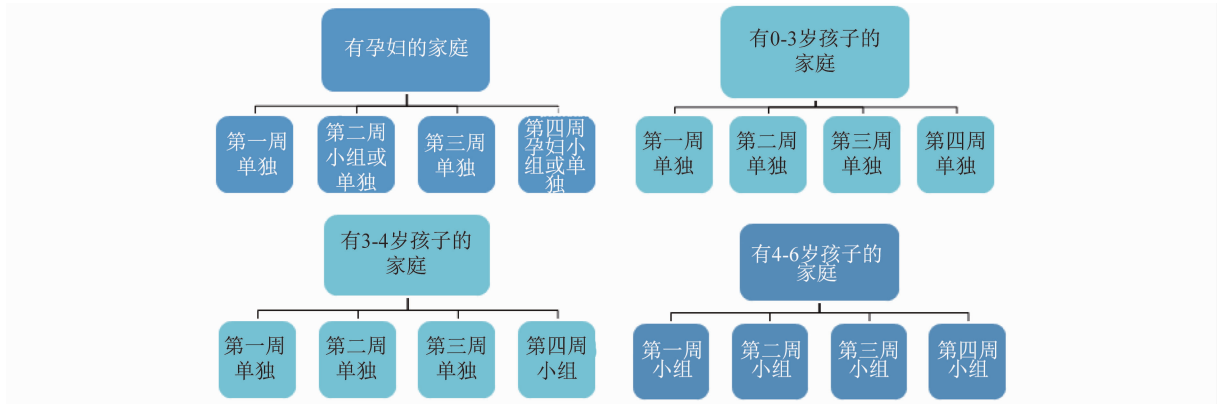 有孕妇的家庭
第一周
单独
第二周
小组或
单独
第三周
单独
第四周
孕妇小
组或单
独
有0-3岁孩子的
家庭
第一周
单独
第二周
单独
第三周
单独
第四周
单独
有3-4岁孩子的
家庭
第一周
单独
第二周
单独
第三周
单独
第四周
小组
有4-6岁孩子的
家庭
第一周
小组
第二周
小组
第三周
小组
第四周
小组